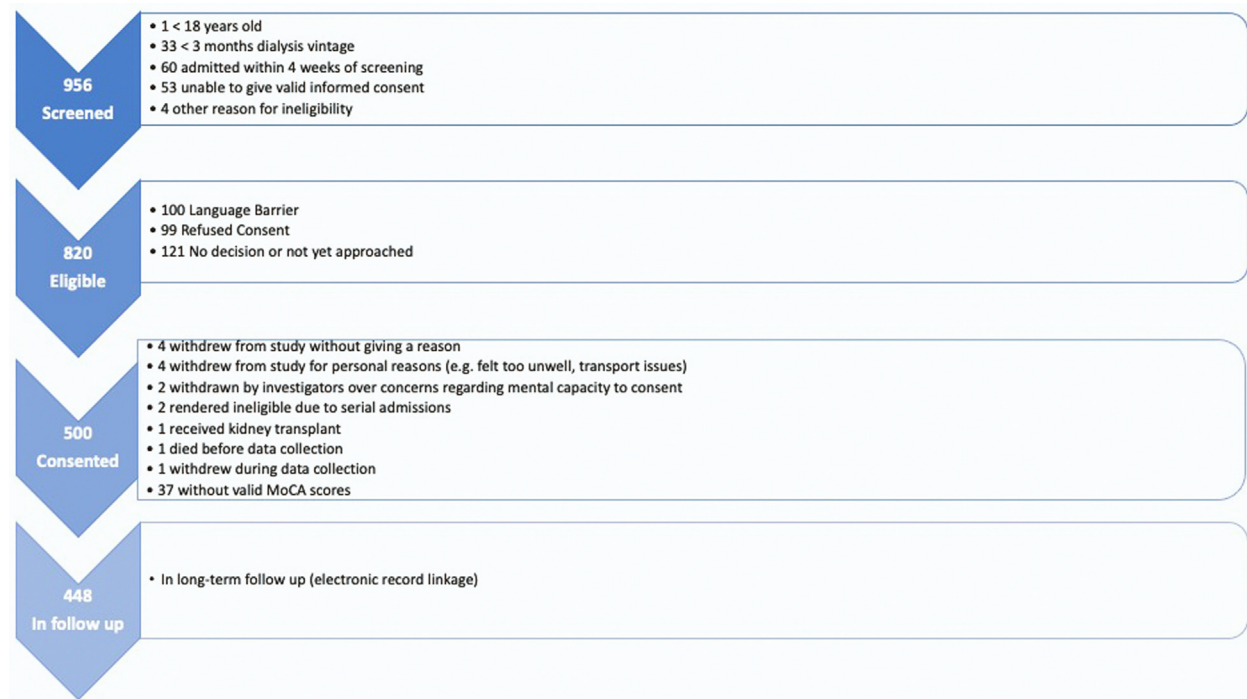 956
Screened
• 1 < 18 years old
• 33 < 3 months dialysis vintage
• 60 admitted within 4 weeks of screening
• 53 unable to give valid informed consent
• 4 other reason for ineligibility
820
Eligible
• 100 Language Barrier
• 99 Refused Consent
• 121 No decision or not yet approached
500
Consented
• 4 withdrew from study without giving a reason
• 4 withdrew from study for personal reasons (e.g. felt too unwell, transport issues)
• 2 withdrawn by investigators over concerns regarding mental capacity to consent
• 2 rendered ineligible due to serial admissions
• 1 received kidney transplant
• 1 died before data collection
• 1 withdrew during data collection
• 37 without valid MoCA scores
448
In follow up
• In long-term follow up (electronic record linkage)